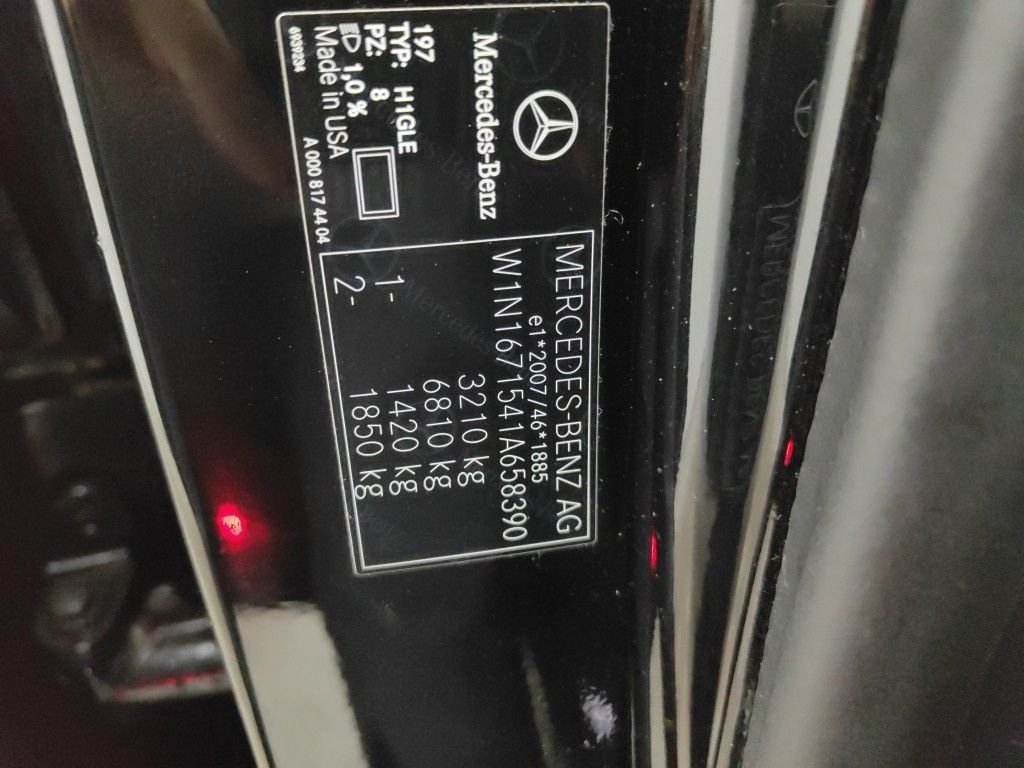 Mercedes-Benz
197
TYP: H1GLE
PZ: 8
1,0 %
Made in USA
6939234
A 000 817 44 04
MERCEDES-BENZ AG
e1*2007/46*1885
W1N1671541A658390
3210 kg
6810 kg
1- 1420 kg
2- 1850 kg